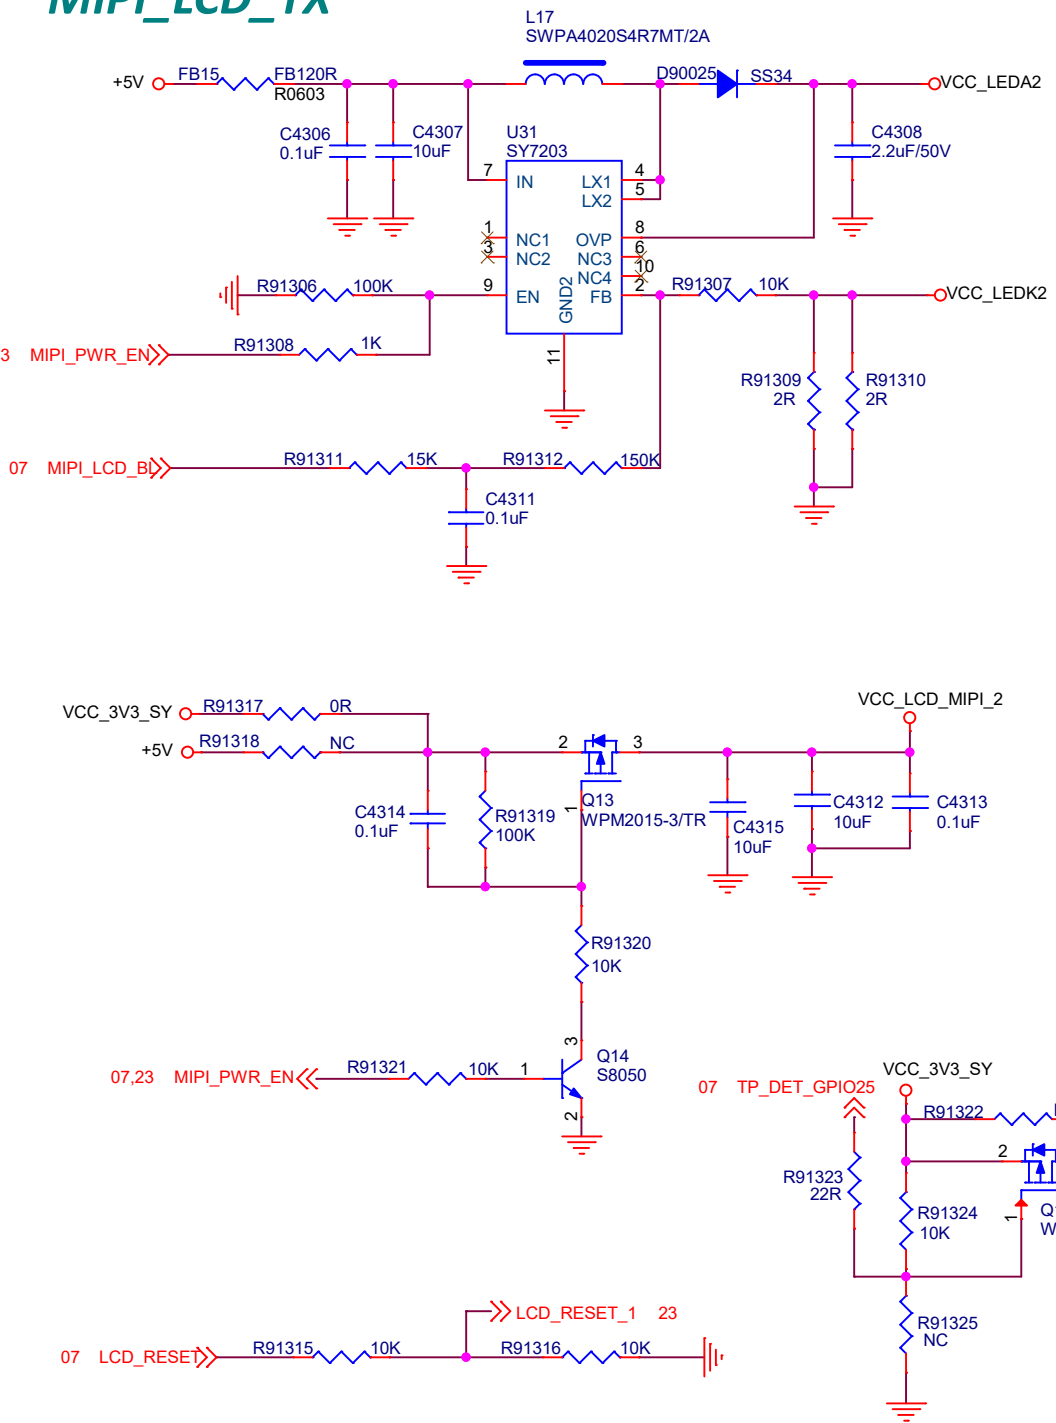 MIPI_LCD_TX
L17
SWPA4020S4R7MT/2A
+5V
FB15
FB120R
R0603
D90025
SS34
VCC_LEDA2
C4306
0.1uF
C4307
10uF
U31
SY7203
C4308
2.2uF/50V
7
IN
LX1
4
LX2
5
1
NC1
OVP
8
3
NC2
NC3
6
NC4
10
9
EN
FB
2
GND2
11
R91306
100K
R91307
10K
VCC_LEDK2
3
MIPI_PWR_EN
R91308
1K
R91309
2R
R91310
2R
07
MIPI_LCD_BL
R91311
15K
R91312
150K
C4311
0.1uF
VCC_3V3_SY
R91317
0R
+5V
R91318
NC
2
3
1
VCC_LCD_MIPI_2
C4314
0.1uF
R91319
100K
Q13
WPM2015-3/TR
C4315
10uF
C4312
10uF
C4313
0.1uF
R91320
10K
07,23
MIPI_PWR_EN
R91321
10K
1
3
2
Q14
S8050
07
TP_DET_GPIO25
VCC_3V3_SY
R91322
2
R91323
22R
R91324
10K
1
Q1
W
R91325
NC
LCD_RESET_1
23
07
LCD_RESET
R91315
10K
R91316
10K